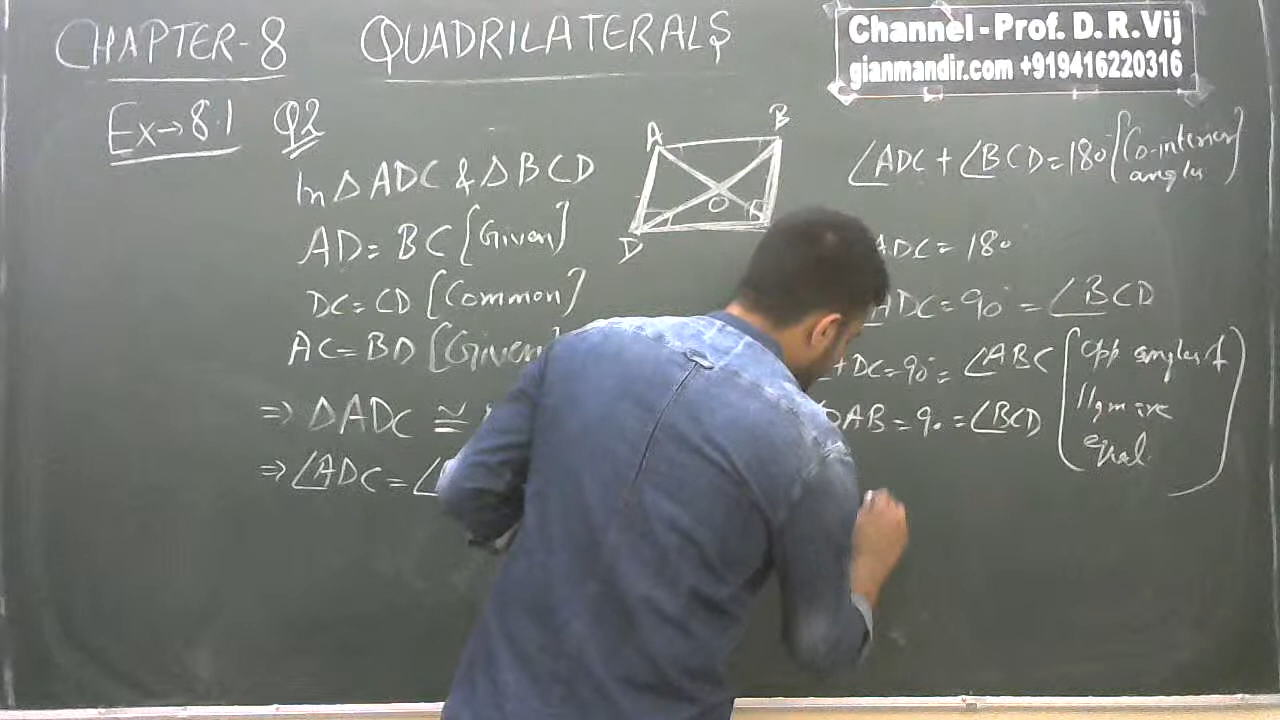 CHAPTER-8 QUADRILATERALS
Channel - Prof. D. R. Vij
gianmandir.com +919416220316
Ex→8.1 Q2
In △ADC & △BCD
AD = BC [Given]
DC = CD [Common]
AC = BD [Given
⇒ △ADC ≅
⇒ ∠ADC = ∠
A
B
O
D
∠ADC + ∠BCD = 180° [Co-interior
angles]
ADC = 180°
ADC = 90° = ∠BCD
DC = 90° = ∠ABC [opp angles of
DAB = 90 = ∠BCD ||gm are
equal.]